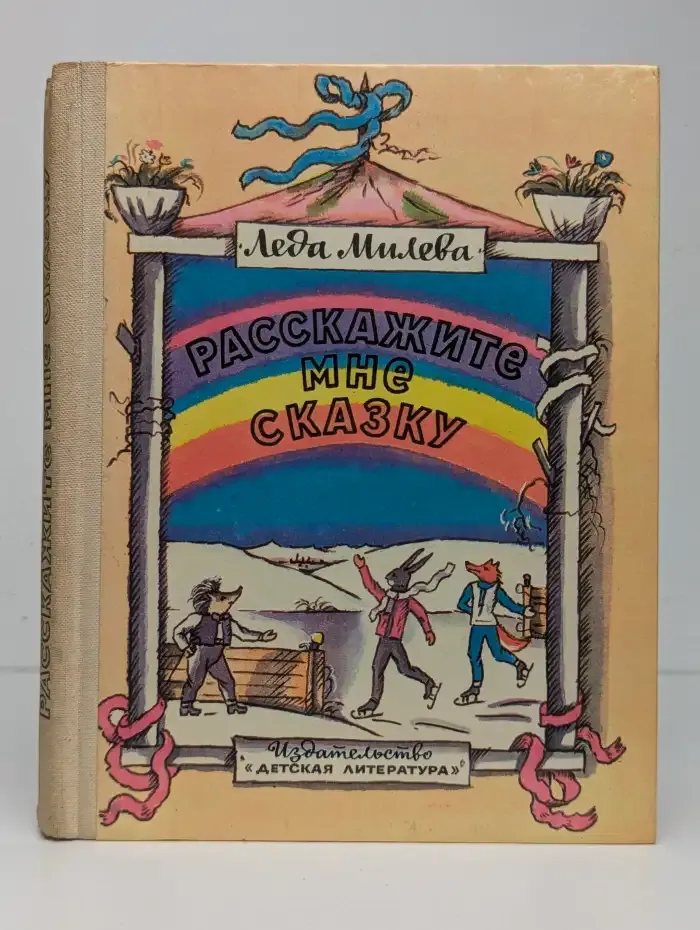 Леда Милева
РАССКАЖИТЕ
МНЕ
СКАЗКУ
Издательство
"ДЕТСКАЯ ЛИТЕРАТУРА"
РАССКАЖИТЕ МНЕ СКАЗКУ